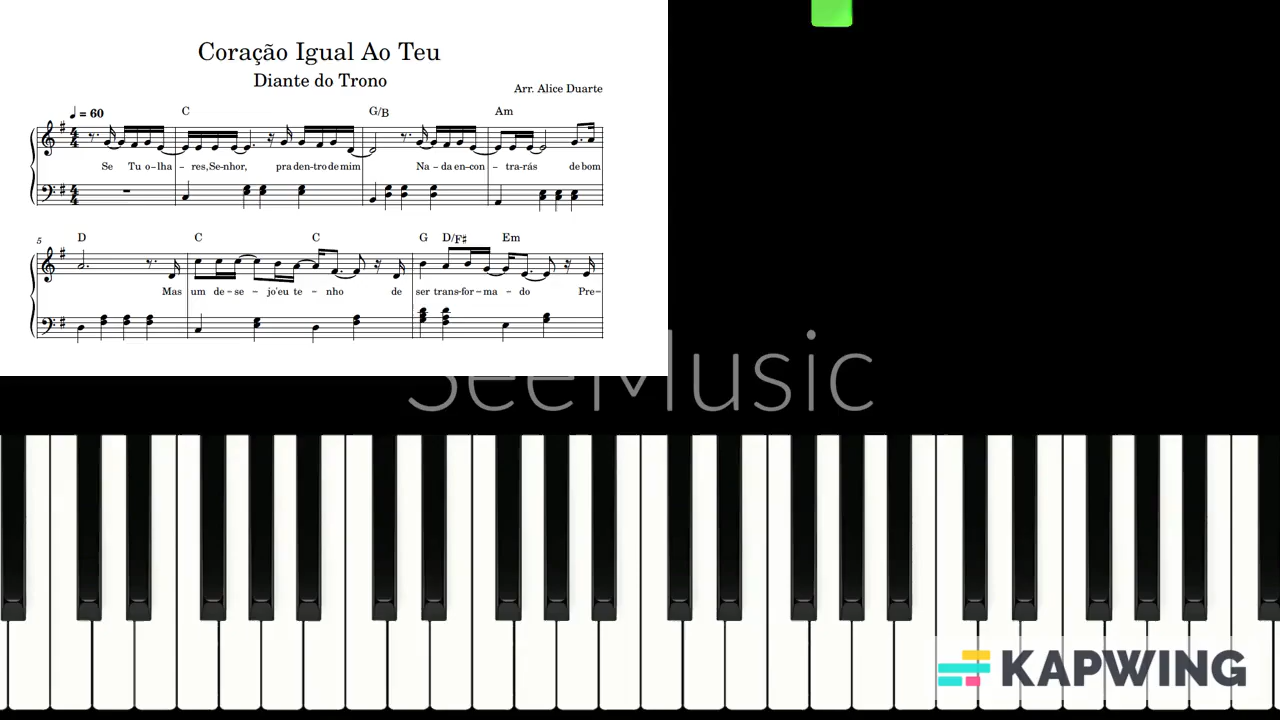 Coração Igual Ao Teu
Diante do Trono
Arr. Alice Duarte
♩ = 60 C G/B Am
Se Tu o-lha - res, Se-nhor, pra den-tro de mim Na - da en-con - tra-rás de bom
5 D C C G D/F# Em
Mas um de-se - jo'eu te - nho de ser trans-for-ma - do Pre-
SeeMusic
KAPWING